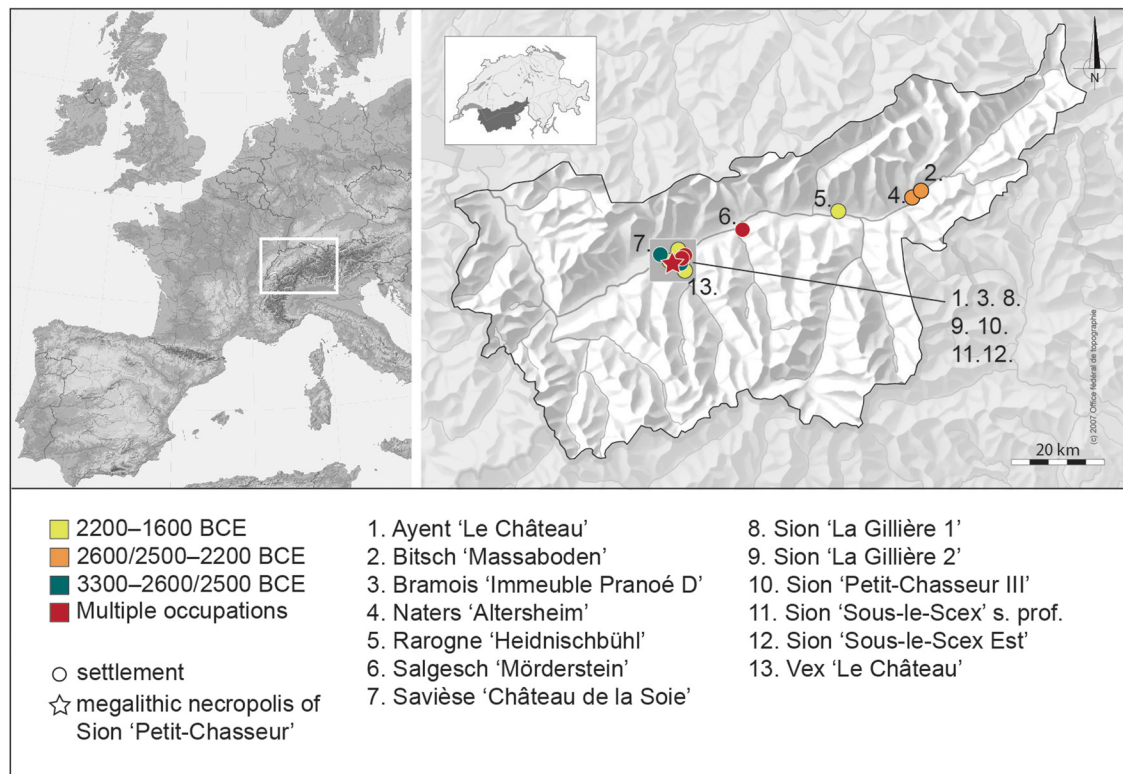 N
2.
4.
5.
6.
7.
13.
1. 3. 8.
9. 10.
11.12.
(c) 2007 Office fédéral de topographie
20 km
2200–1600 BCE
2600/2500–2200 BCE
3300–2600/2500 BCE
Multiple occupations
settlement
megalithic necropolis of
Sion ‘Petit-Chasseur’
1. Ayent ‘Le Château’
2. Bitsch ‘Massaboden’
3. Bramois ‘Immeuble Pranoé D’
4. Naters ‘Altersheim’
5. Rarogne ‘Heidnischbühl’
6. Salgesch ‘Mörderstein’
7. Savièse ‘Château de la Soie’
8. Sion ‘La Gillière 1’
9. Sion ‘La Gillière 2’
10. Sion ‘Petit-Chasseur III’
11. Sion ‘Sous-le-Scex’ s. prof.
12. Sion ‘Sous-le-Scex Est’
13. Vex ‘Le Château’